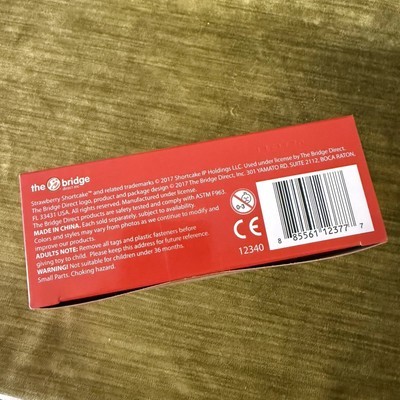 the bridge
DIRECT
Strawberry Shortcake™ and related trademarks © 2017 Shortcake IP Holdings LLC. Used under license by The Bridge Direct.
The Bridge Direct logo, product and package design © 2017 The Bridge Direct, Inc. 301 YAMATO RD, SUITE 2112, BOCA RATON,
FL 33431 USA. All rights reserved. Manufactured under license
The Bridge Direct products are safety tested and comply with ASTM F963.
MADE IN CHINA. Each sold separately. Subject to availability.
Colors and styles may vary from photos as we continue to modify and
improve our products.
ADULTS NOTE: Remove all tags and plastic fasteners before
giving toy to child. Please keep this address for future reference.
WARNING! Not suitable for children under 36 months.
Small Parts. Choking hazard.
0-3
CE
12340
8 85561 12377 7